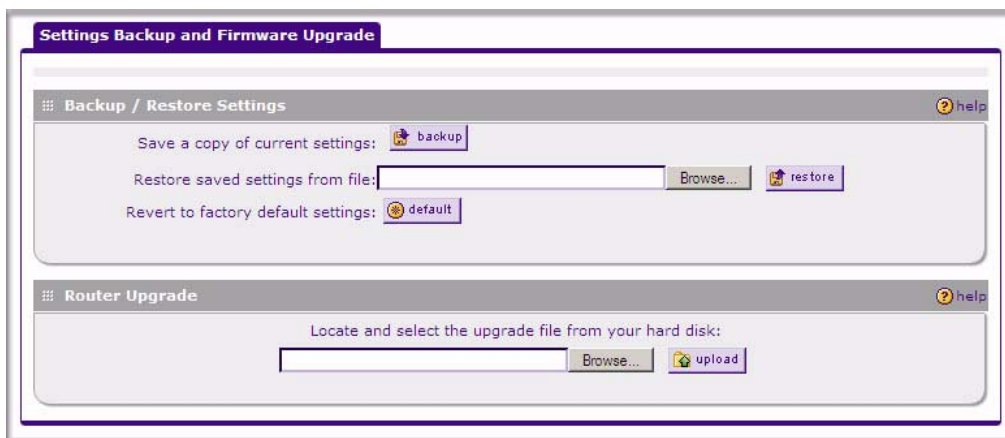 Settings Backup and Firmware Upgrade
Backup / Restore Settings
help
Save a copy of current settings: backup
Restore saved settings from file: Browse... restore
Revert to factory default settings: default
Router Upgrade
help
Locate and select the upgrade file from your hard disk:
Browse... upload